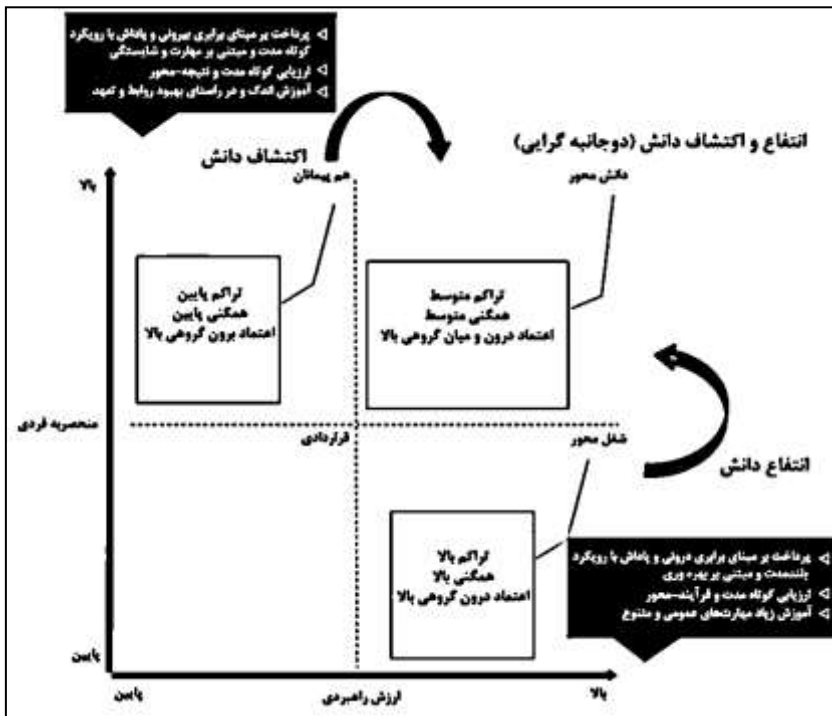 پرداخت بر مبنای برابری بیرونی و پاداش با رویکرد
کوتاه مدت و مبتنی بر مهارت و شایستگی
ارزیابی کوتاه مدت و نتیجه-محور
آموزش اندک و در راستای بهبود روابط و تعهد
انتفاع و اکتشاف دانش (دوجانبه گرایی)
اکتشاف دانش
دانش محور
هم پیمانان
بالا
تراکم متوسط
همگنی متوسط
اعتماد درون و میان گروهی بالا
تراکم پایین
همگنی پایین
اعتماد برون گروهی بالا
منحصربه فردی
شغل محور
قراردادی
انتفاع دانش
تراکم بالا
همگنی بالا
اعتماد درون گروهی بالا
پرداخت بر مبنای برابری درونی و پاداش با رویکرد
بلندمدت و مبتنی بر بهره وری
ارزیابی کوتاه مدت و فرآیند-محور
آموزش زیاد مهارت‌های عمومی و متنوع
پایین
بالا
ارزش راهبردی
پایین